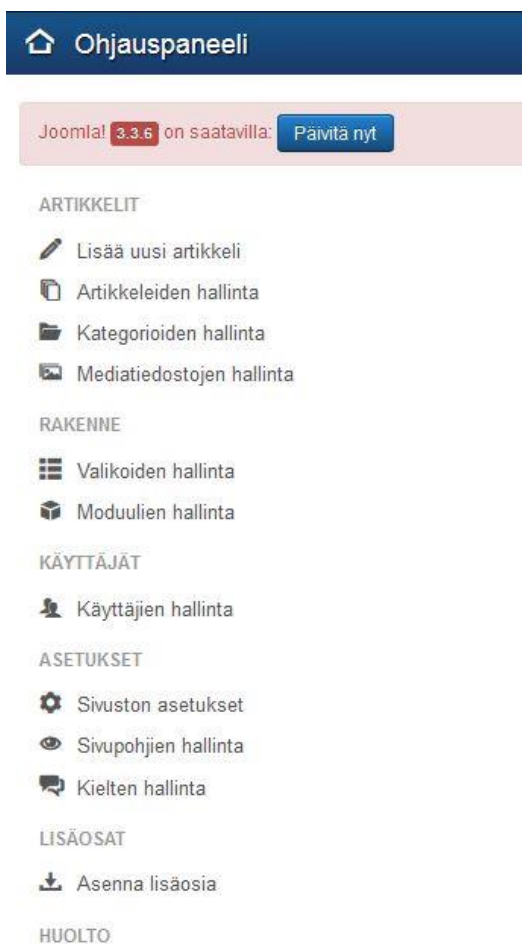 Ohjauspaneeli
Joomla! 3.3.6 on saatavilla: Päivitä nyt
ARTIKKELIT
Lisää uusi artikkeli
Artikkeleiden hallinta
Kategorioiden hallinta
Mediatiedostojen hallinta
RAKENNE
Valikoiden hallinta
Moduulien hallinta
KÄYTTÄJÄT
Käyttäjien hallinta
ASETUKSET
Sivuston asetukset
Sivupohjien hallinta
Kielten hallinta
LISÄOSAT
Asenna lisäosia
HUOLTO